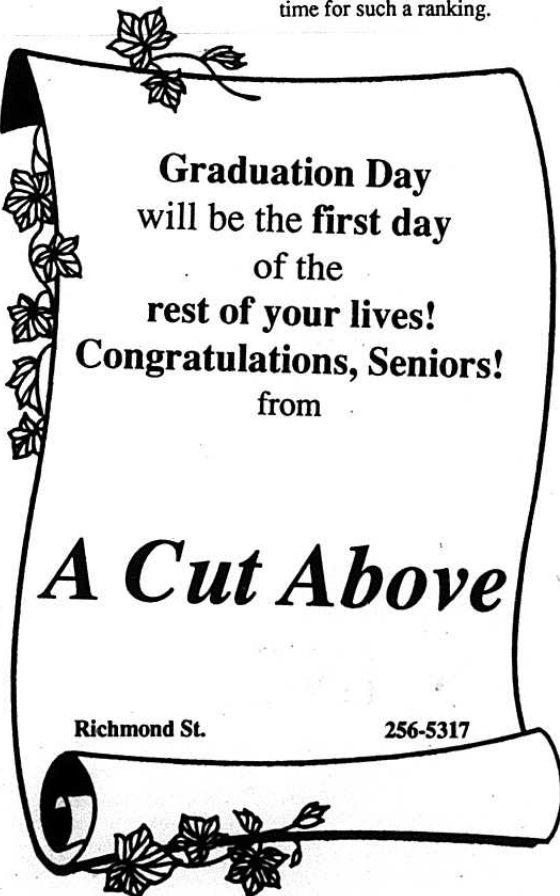 time for such a ranking.
Graduation Day
will be the first day
of the
rest of your lives!
Congratulations, Seniors!
from
A Cut Above
Richmond St. 256-5317